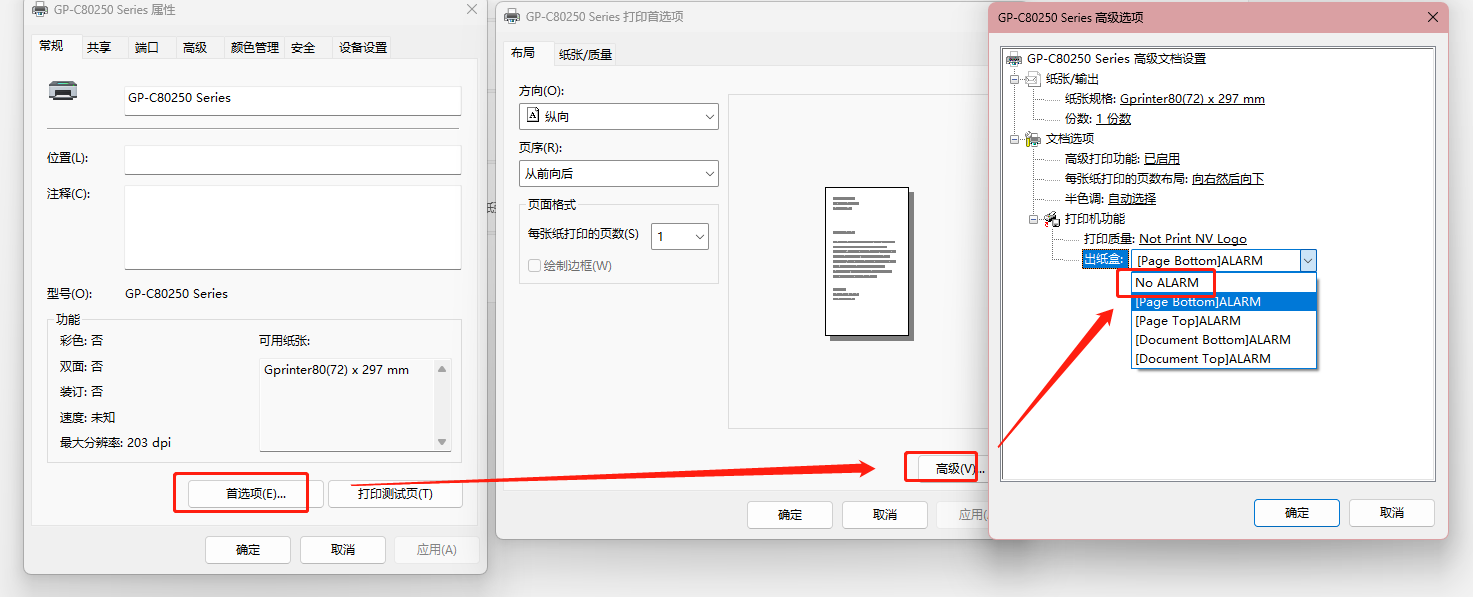 GP-C80250 Series 属性
常规 共享 端口 高级 颜色管理 安全 设备设置
GP-C80250 Series
位置(L):
注释(C):
型号(O): GP-C80250 Series
功能
彩色: 否
双面: 否
装订: 否
速度: 未知
最大分辨率: 203 dpi
可用纸张:
Gprinter80(72) x 297 mm
首选项(E)... 打印测试页(T)
确定 取消 应用(A)
GP-C80250 Series 打印首选项
布局 纸张/质量
方向(O):
纵向
页序(R):
从前向后
页面格式
每张纸打印的页数(S) 1
绘制边框(W)
高级(V)...
确定 取消 应用(
GP-C80250 Series 高级选项
GP-C80250 Series 高级文档设置
纸张/输出
纸张规格: Gprinter80(72) x 297 mm
份数: 1 份数
文档选项
高级打印功能: 已启用
每张纸打印的页数布局: 向右然后向下
半色调: 自动选择
打印机功能
打印质量: Not Print NV Logo
出纸盒: [Page Bottom]ALARM
No ALARM
[Page Bottom]ALARM
[Page Top]ALARM
[Document Bottom]ALARM
[Document Top]ALARM
确定 取消